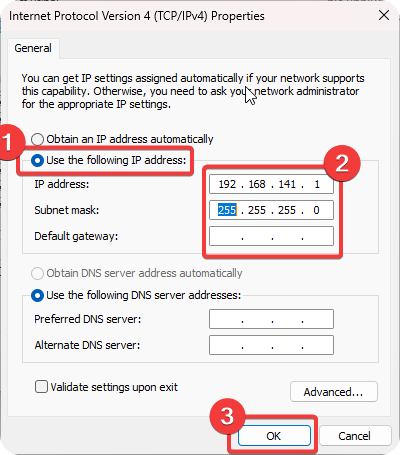 Internet Protocol Version 4 (TCP/IPv4) Properties
General
You can get IP settings assigned automatically if your network supports
this capability. Otherwise, you need to ask your network administrator
for the appropriate IP settings.
1
Obtain an IP address automatically
Use the following IP address:
2
IP address: 192 . 168 . 141 . 1
Subnet mask: 255 . 255 . 255 . 0
Default gateway: . . .
Obtain DNS server address automatically
Use the following DNS server addresses:
Preferred DNS server: . . .
Alternate DNS server: . . .
Validate settings upon exit
Advanced...
3
OK Cancel